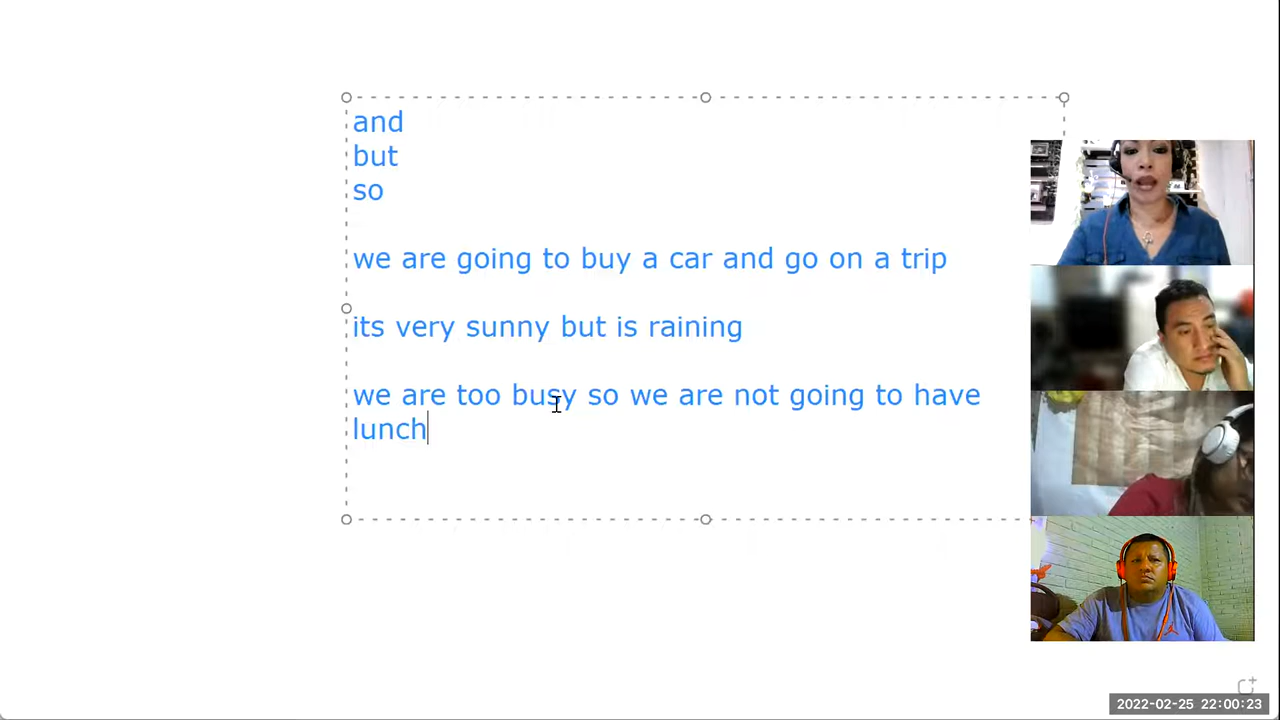 and
but
so
we are going to buy a car and go on a trip
its very sunny but is raining
we are too busy so we are not going to have
lunch
2022-02-25 22:00:23